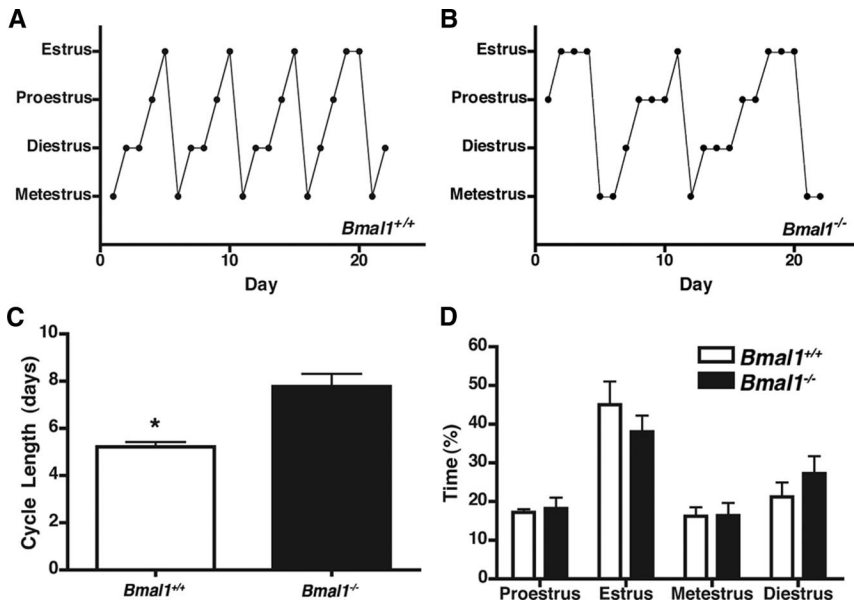 A
Estrus
Proestrus
Diestrus
Metestrus
Bmal1+/+
0 10 20
Day
B
Estrus
Proestrus
Diestrus
Metestrus
Bmal1-/-
0 10 20
Day
C
Cycle Length (days)
10
8
6
4
2
0
*
Bmal1+/+ Bmal1-/-
D
Time (%)
60
50
40
30
20
10
0
Bmal1+/+
Bmal1-/-
Proestrus Estrus Metestrus Diestrus